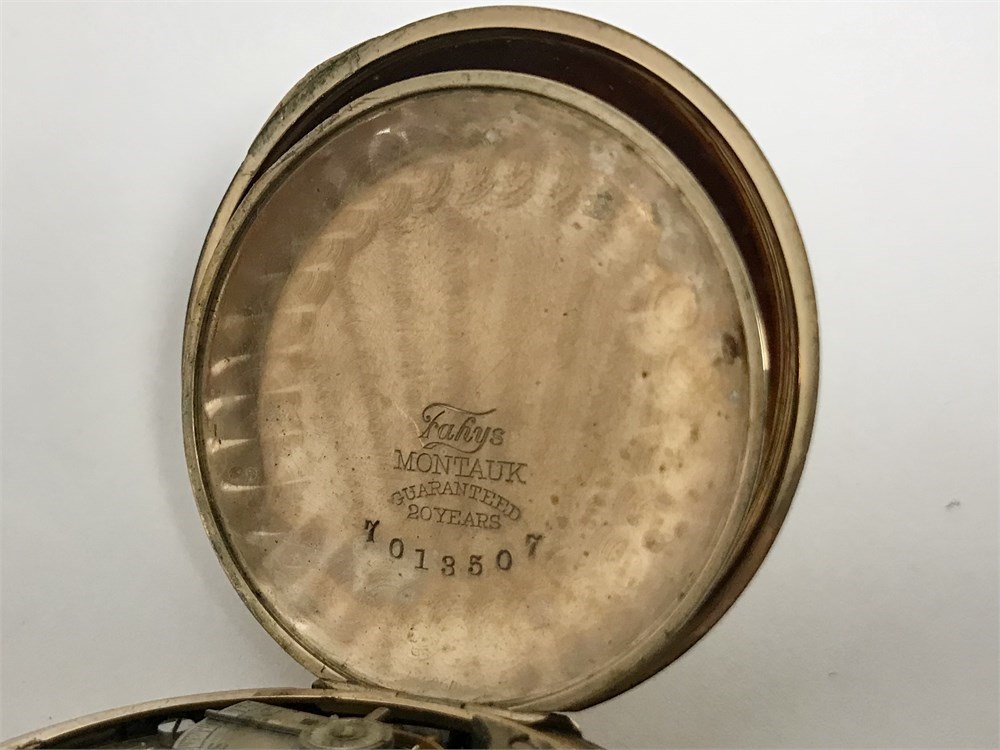 Fahys
MONTAUK
GUARANTEED
20 YEARS
7013507